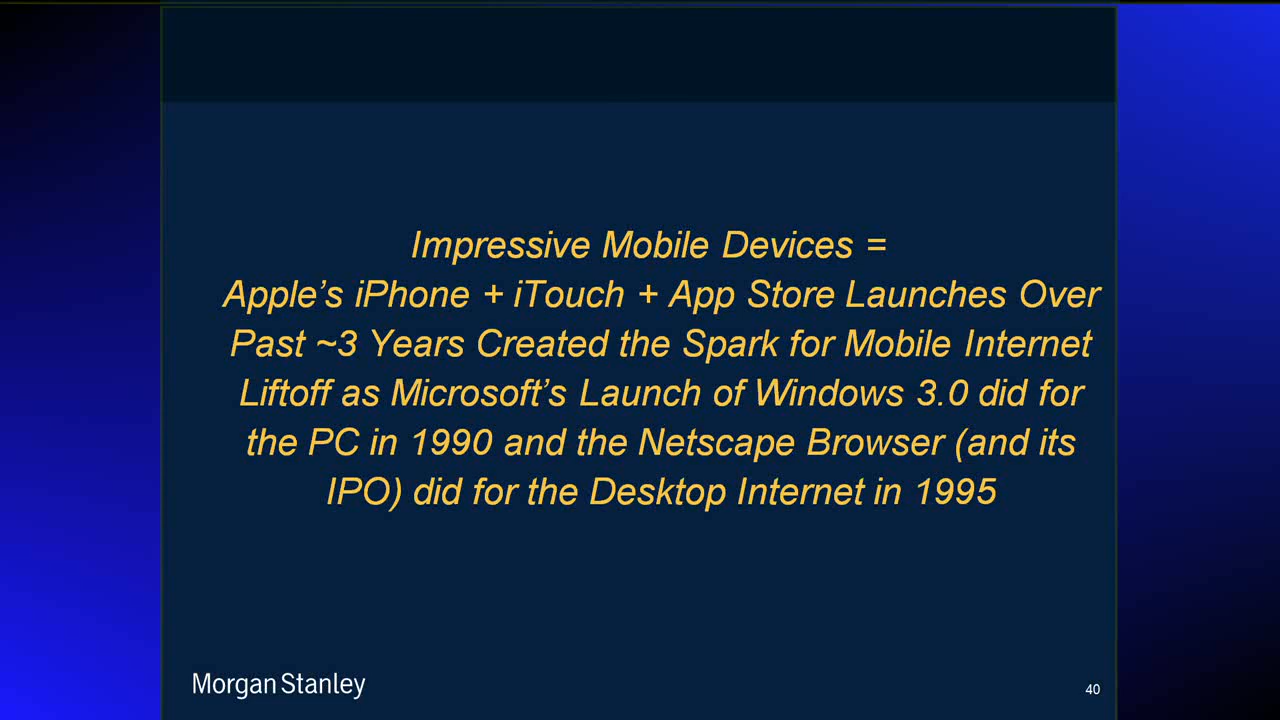 Impressive Mobile Devices =
Apple’s iPhone + iTouch + App Store Launches Over
Past ~3 Years Created the Spark for Mobile Internet
Liftoff as Microsoft’s Launch of Windows 3.0 did for
the PC in 1990 and the Netscape Browser (and its
IPO) did for the Desktop Internet in 1995
Morgan Stanley
40